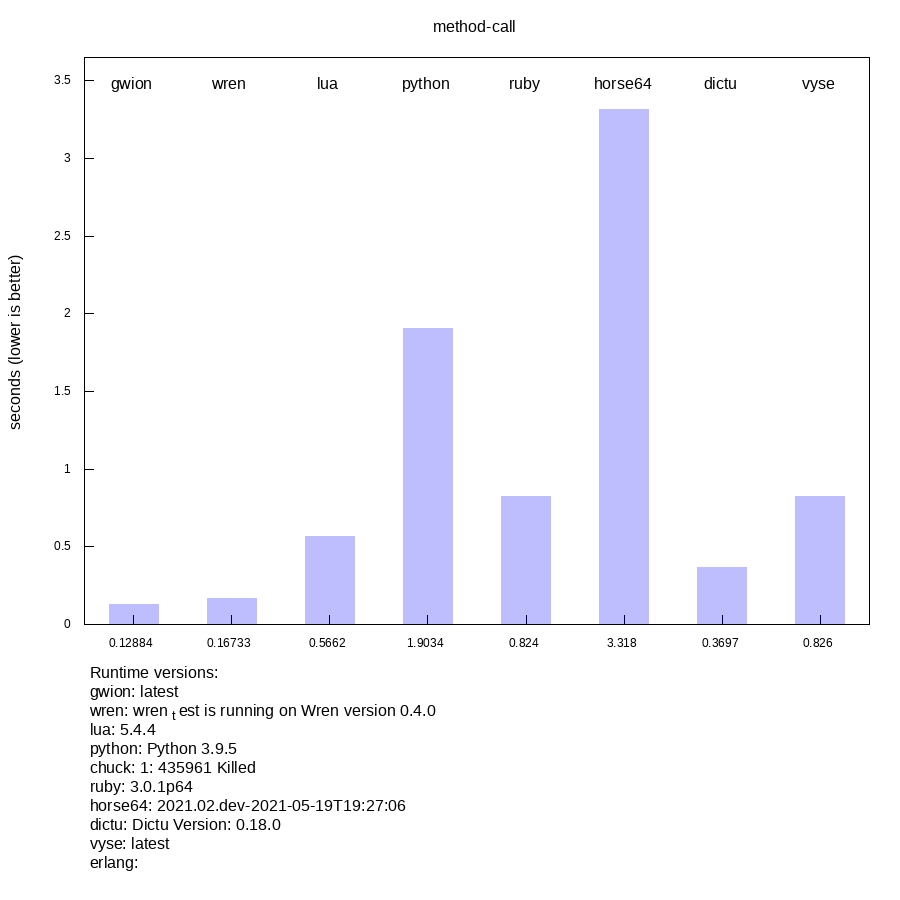 method-call
gwion wren lua python ruby horse64 dictu vyse
3.5
3
2.5
2
1.5
1
0.5
0
seconds (lower is better)
0.12884 0.16733 0.5662 1.9034 0.824 3.318 0.3697 0.826
Runtime versions:
gwion: latest
wren: wren t est is running on Wren version 0.4.0
lua: 5.4.4
python: Python 3.9.5
chuck: 1: 435961 Killed
ruby: 3.0.1p64
horse64: 2021.02.dev-2021-05-19T19:27:06
dictu: Dictu Version: 0.18.0
vyse: latest
erlang: